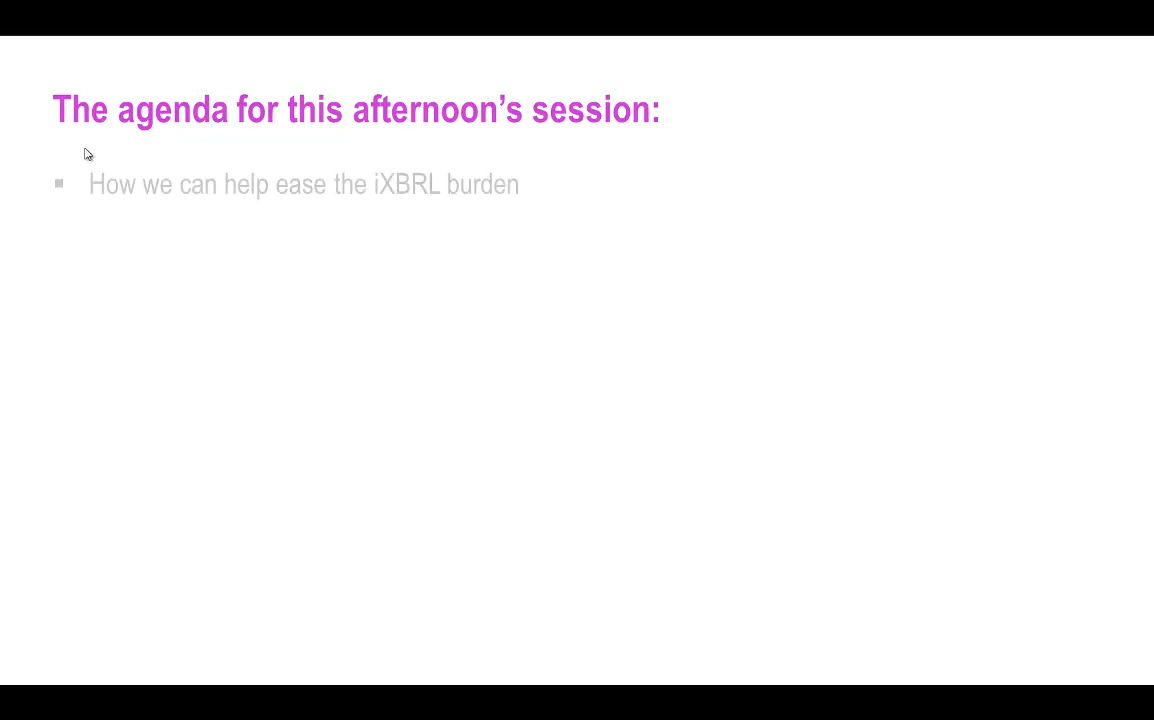 The agenda for this afternoon’s session:
▪ How we can help ease the iXBRL burden